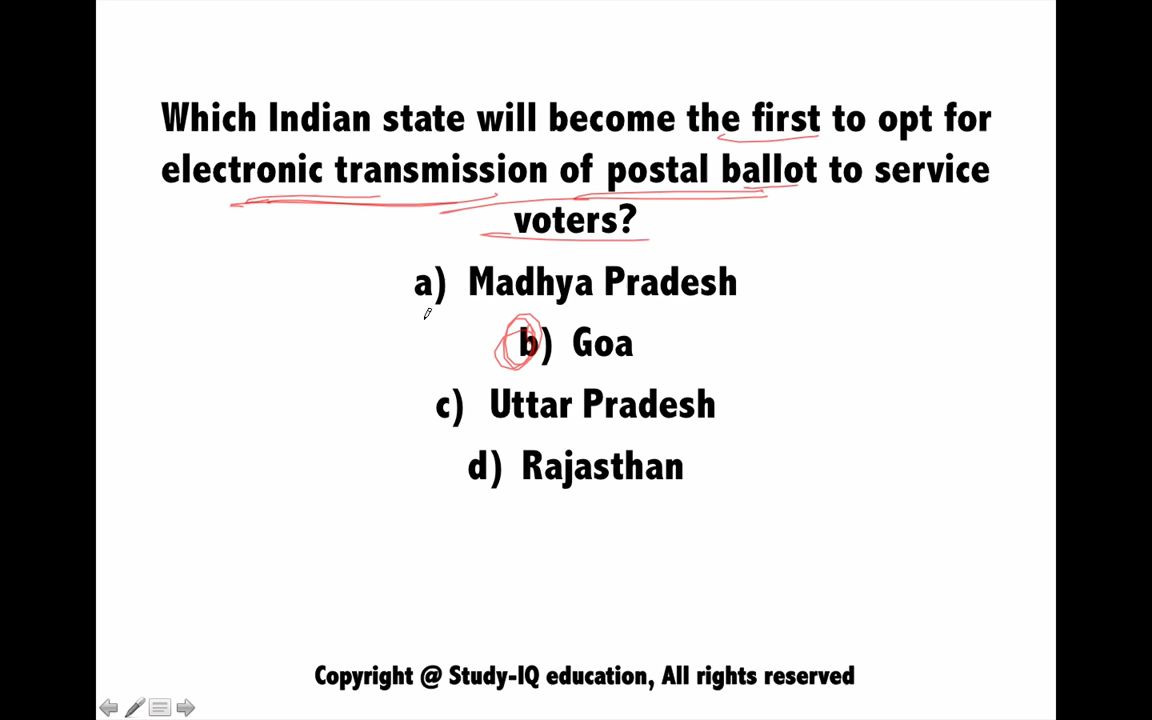 Which Indian state will become the first to opt for
electronic transmission of postal ballot to service
voters?
a) Madhya Pradesh
b) Goa
c) Uttar Pradesh
d) Rajasthan
Copyright @ Study-IQ education, All rights reserved